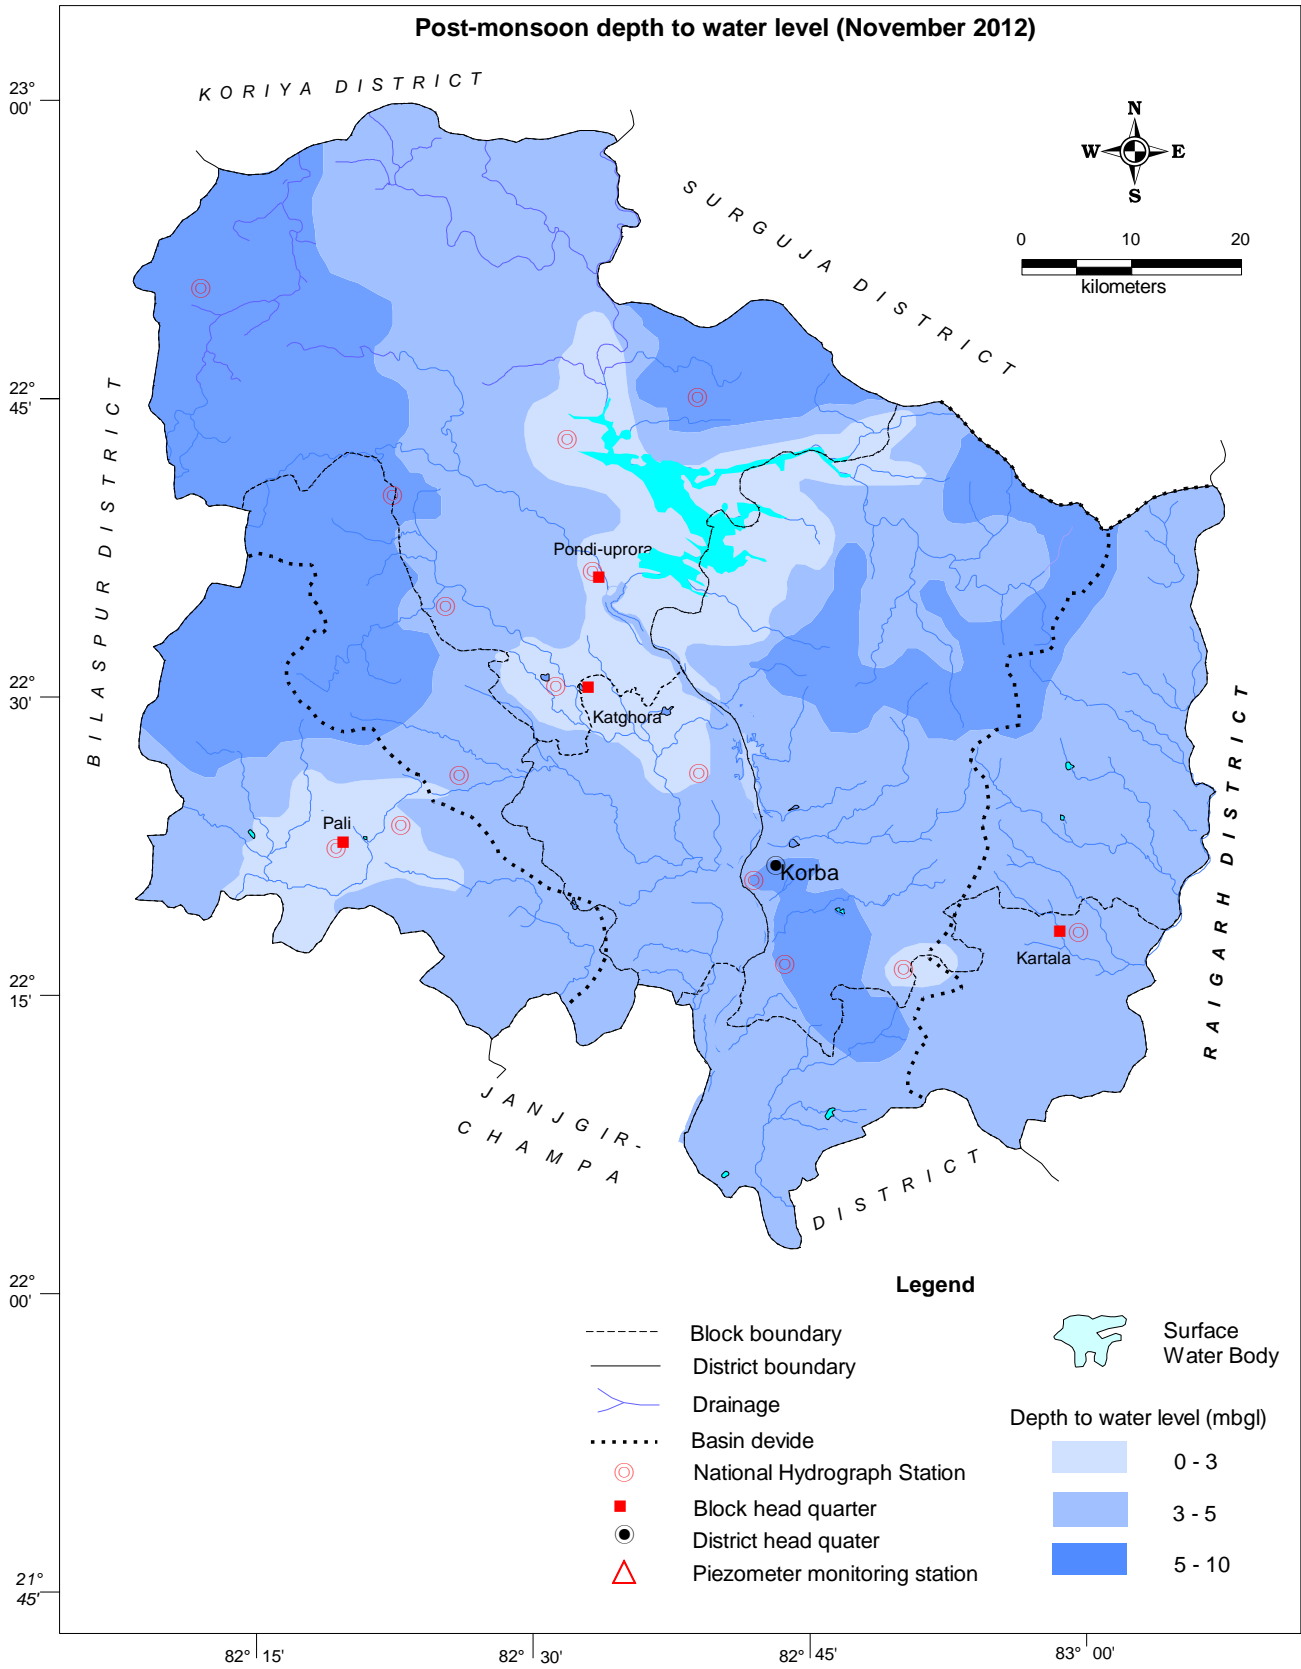 Post-monsoon depth to water level (November 2012)
KORIYA DISTRICT
SURGUJA DISTRICT
BILASPUR DISTRICT
RAIGARH DISTRICT
JANJGIR-
CHAMPA
DISTRICT
N
W E
S
0 10 20
kilometers
23°
00'
22°
45'
22°
30'
22°
15'
22°
00'
21°
45'
82° 15'
82° 30'
82° 45'
83° 00'
Pondi-uprora
Katghora
Pali
Korba
Kartala
Legend
Block boundary
District boundary
Drainage
Basin devide
National Hydrograph Station
Block head quarter
District head quater
Piezometer monitoring station
Surface
Water Body
Depth to water level (mbgl)
0 - 3
3 - 5
5 - 10